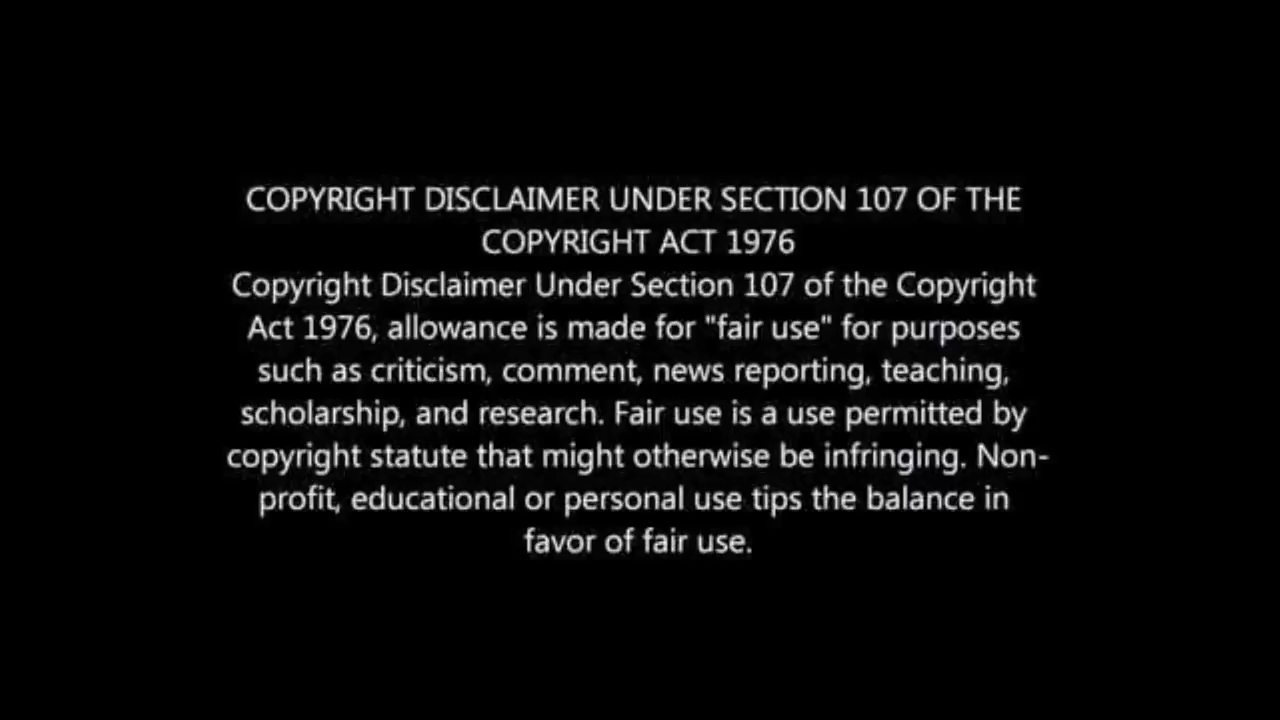 COPYRIGHT DISCLAIMER UNDER SECTION 107 OF THE
COPYRIGHT ACT 1976
Copyright Disclaimer Under Section 107 of the Copyright
Act 1976, allowance is made for "fair use" for purposes
such as criticism, comment, news reporting, teaching,
scholarship, and research. Fair use is a use permitted by
copyright statute that might otherwise be infringing. Non-
profit, educational or personal use tips the balance in
favor of fair use.